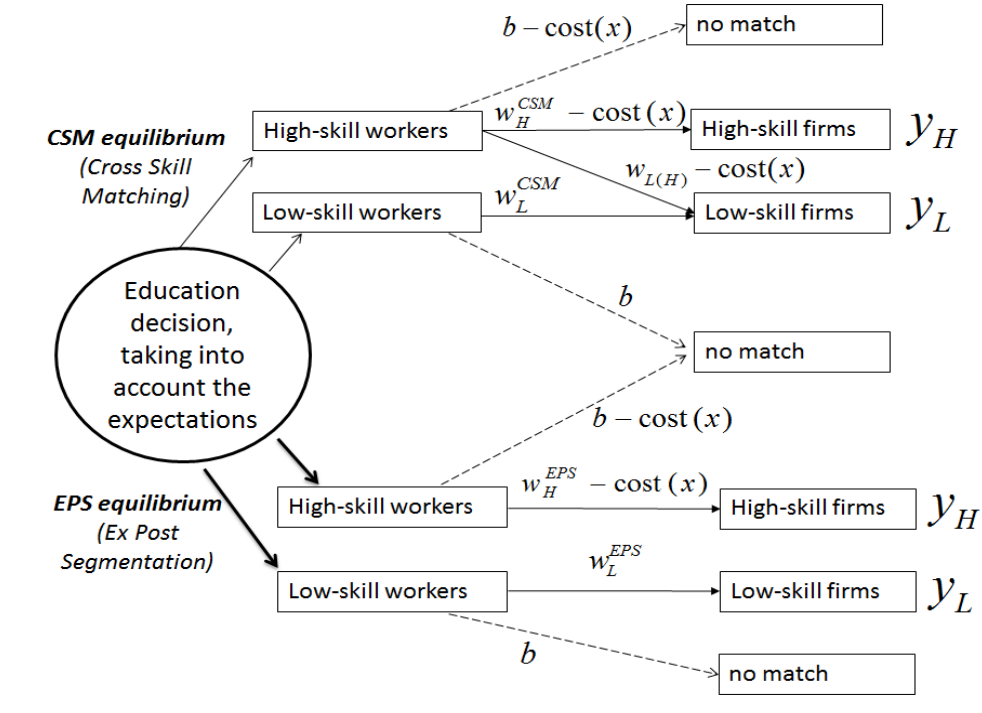 b – cost(x)
no match
CSM equilibrium
(Cross Skill
Matching)
High-skill workers
w_H^{CSM} – cost(x)
High-skill firms
y_H
w_{L(H)} – cost(x)
Low-skill workers
w_L^{CSM}
Low-skill firms
y_L
Education
decision,
taking into
account the
expectations
b
no match
b – cost(x)
EPS equilibrium
(Ex Post
Segmentation)
High-skill workers
w_H^{EPS} – cost(x)
High-skill firms
y_H
Low-skill workers
w_L^{EPS}
Low-skill firms
y_L
b
no match